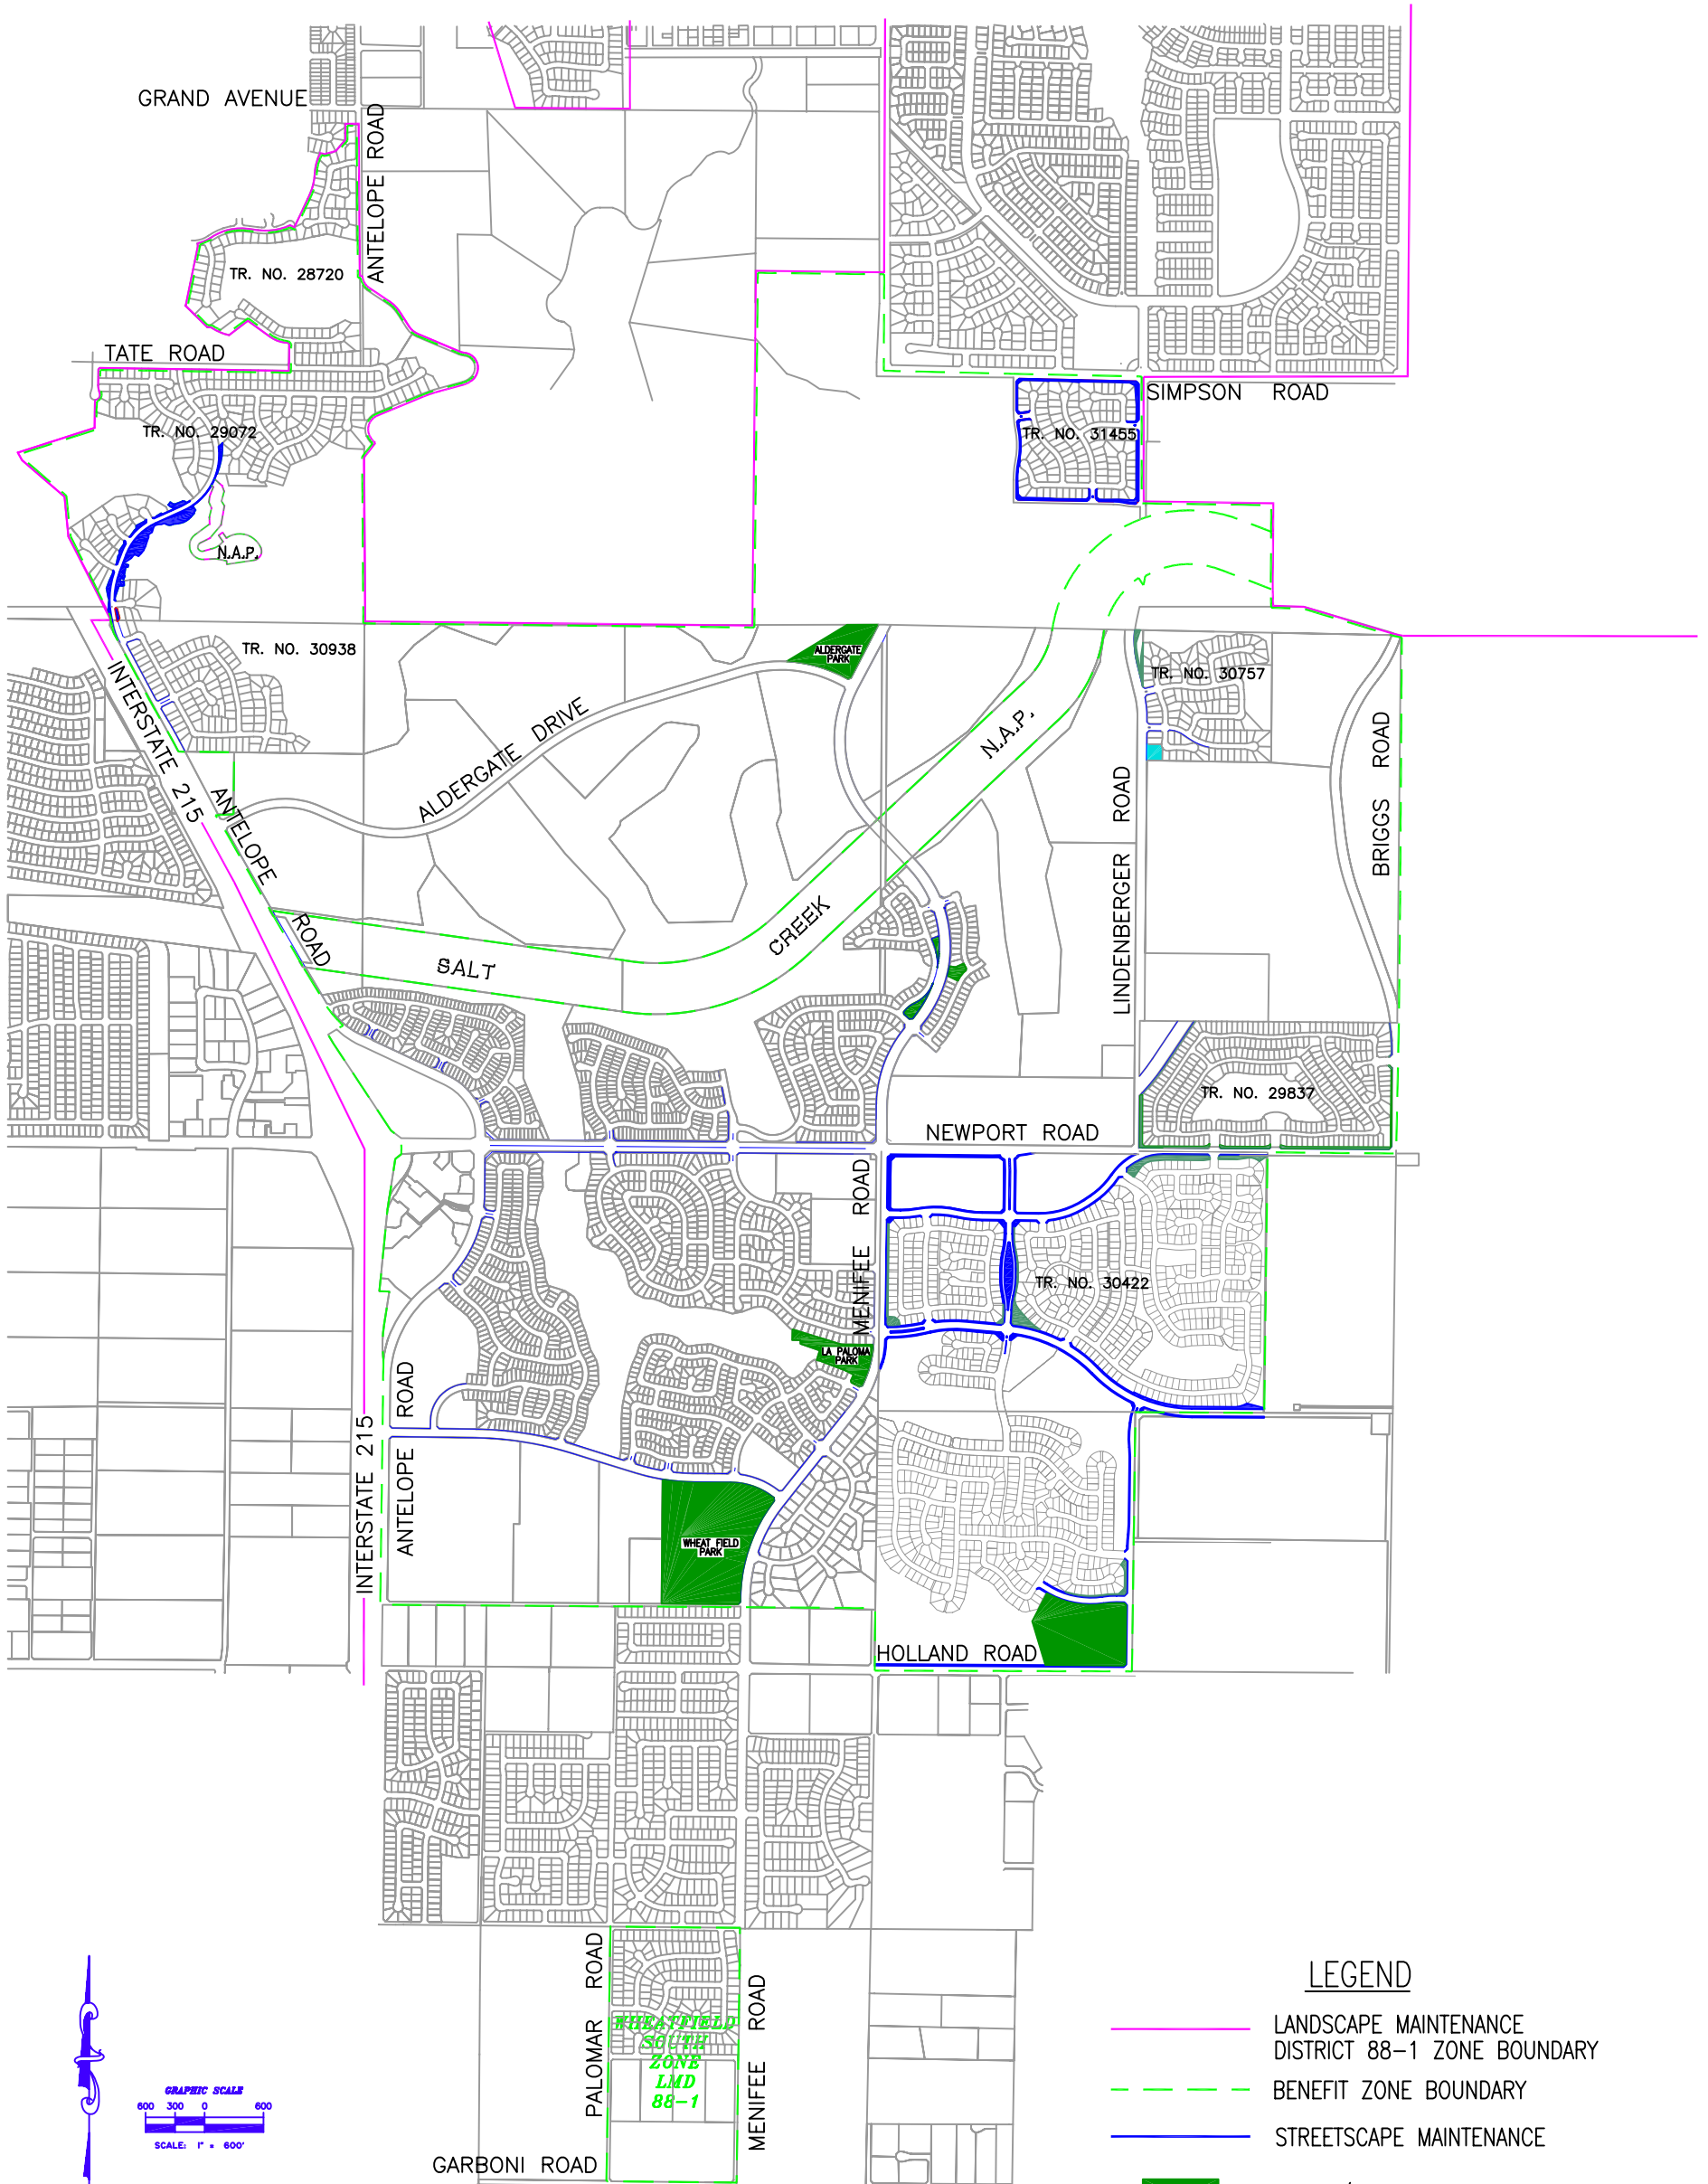 GRAND AVENUE
ANTELOPE ROAD
TR. NO. 28720
TATE ROAD
SIMPSON ROAD
TR. NO. 29072
TR. NO. 31455
N.A.P.
TR. NO. 30938
ALDERGATE
PARK
TR. NO. 30757
INTERSTATE 215
ALDERGATE DRIVE
N.A.P.
BRIGGS ROAD
ANTELOPE ROAD
LINDENBERGER ROAD
SALT CREEK
TR. NO. 29837
NEWPORT ROAD
MENIFEE ROAD
TR. NO. 30422
LA PALOMA
PARK
ANTELOPE ROAD
INTERSTATE 215
WHEAT FIELD
PARK
HOLLAND ROAD
PALOMAR ROAD
MENIFEE ROAD
WHEATFIELD
SOUTH
ZONE
LMD
88-1
GARBONI ROAD
GRAPHIC SCALE
600 300 0 600
SCALE: 1" = 600'
LEGEND
LANDSCAPE MAINTENANCE
DISTRICT 88-1 ZONE BOUNDARY
BENEFIT ZONE BOUNDARY
STREETSCAPE MAINTENANCE